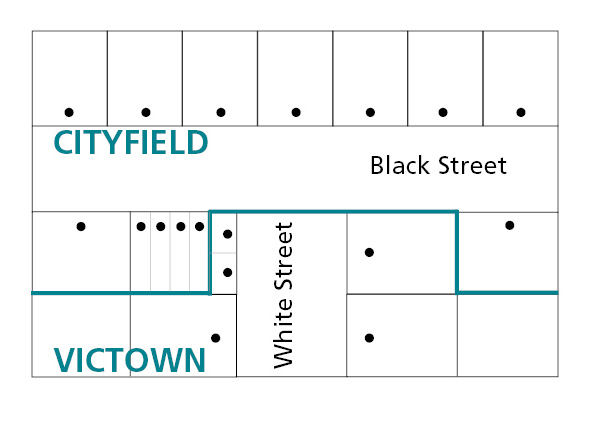 CITYFIELD
Black Street
White Street
VICTOWN